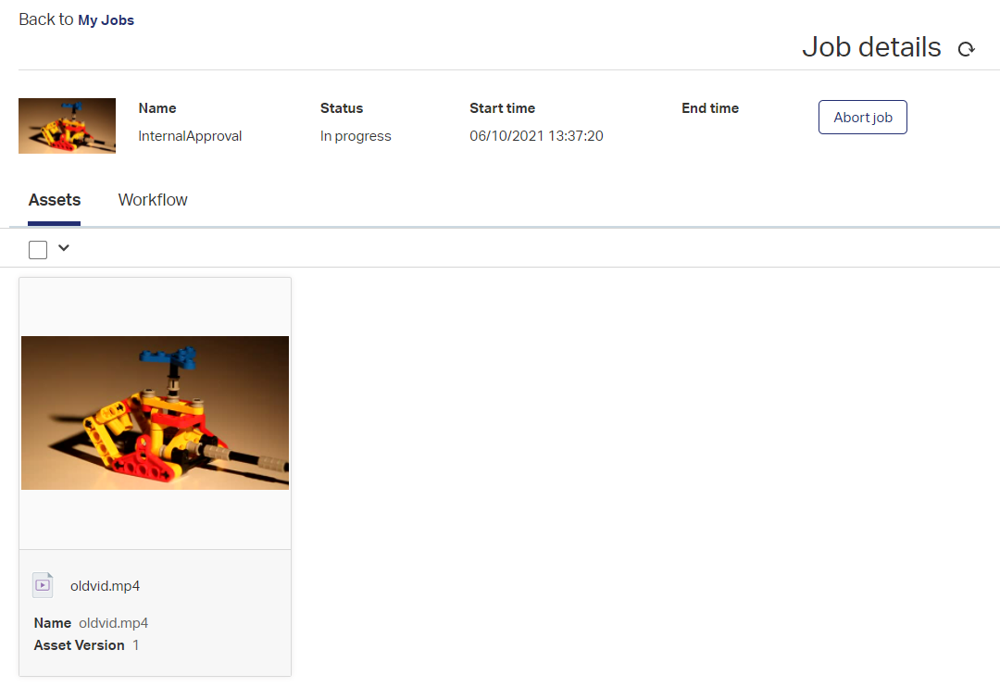 Back to My Jobs
Job details
Name
Status
Start time
End time
Abort job
InternalApproval
In progress
06/10/2021 13:37:20
Assets
Workflow
oldvid.mp4
Name oldvid.mp4
Asset Version 1